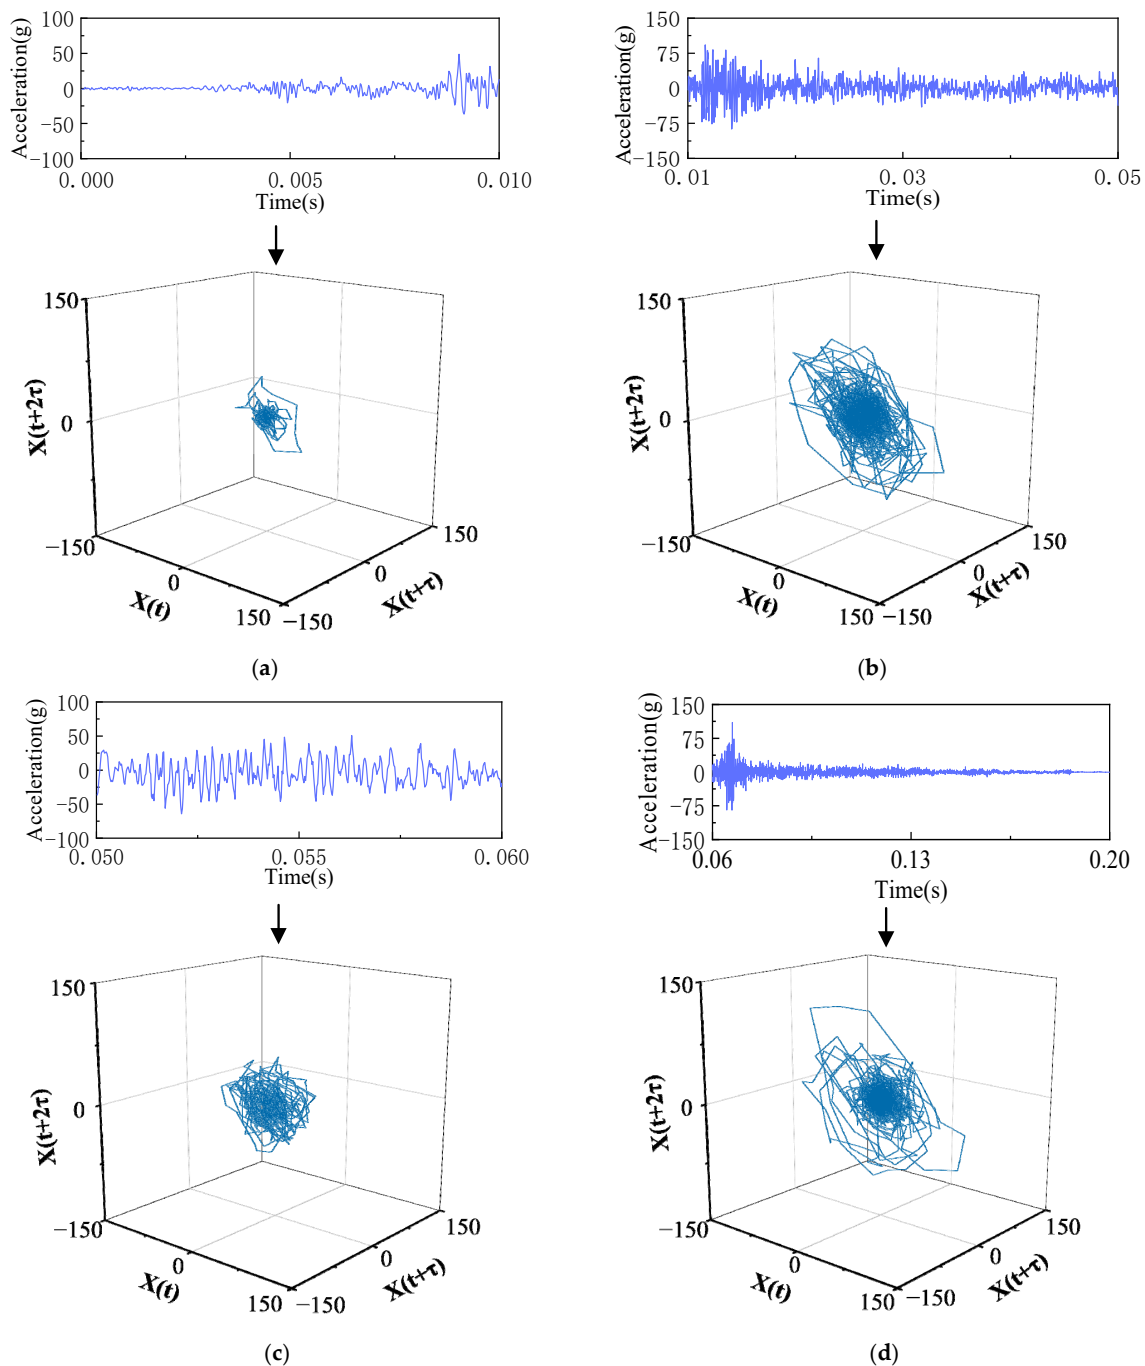 100
50
0
−50
−100
Acceleration(g)
0.000
0.005
0.010
Time(s)
150
0
−150
X(t+2τ)
0
150
X(t)
−150
0
150
X(t+τ)
(a)
150
75
0
−75
−150
Acceleration(g)
0.01
0.03
0.05
Time(s)
150
0
−150
X(t+2τ)
0
150
X(t)
−150
0
150
X(t+τ)
(b)
100
50
0
−50
−100
Acceleration(g)
0.050
0.055
0.060
Time(s)
150
0
−150
X(t+2τ)
0
150
X(t)
−150
0
150
X(t+τ)
(c)
150
75
0
−75
−150
Acceleration(g)
0.06
0.13
0.20
Time(s)
150
0
−150
X(t+2τ)
0
150
X(t)
−150
0
150
X(t+τ)
(d)